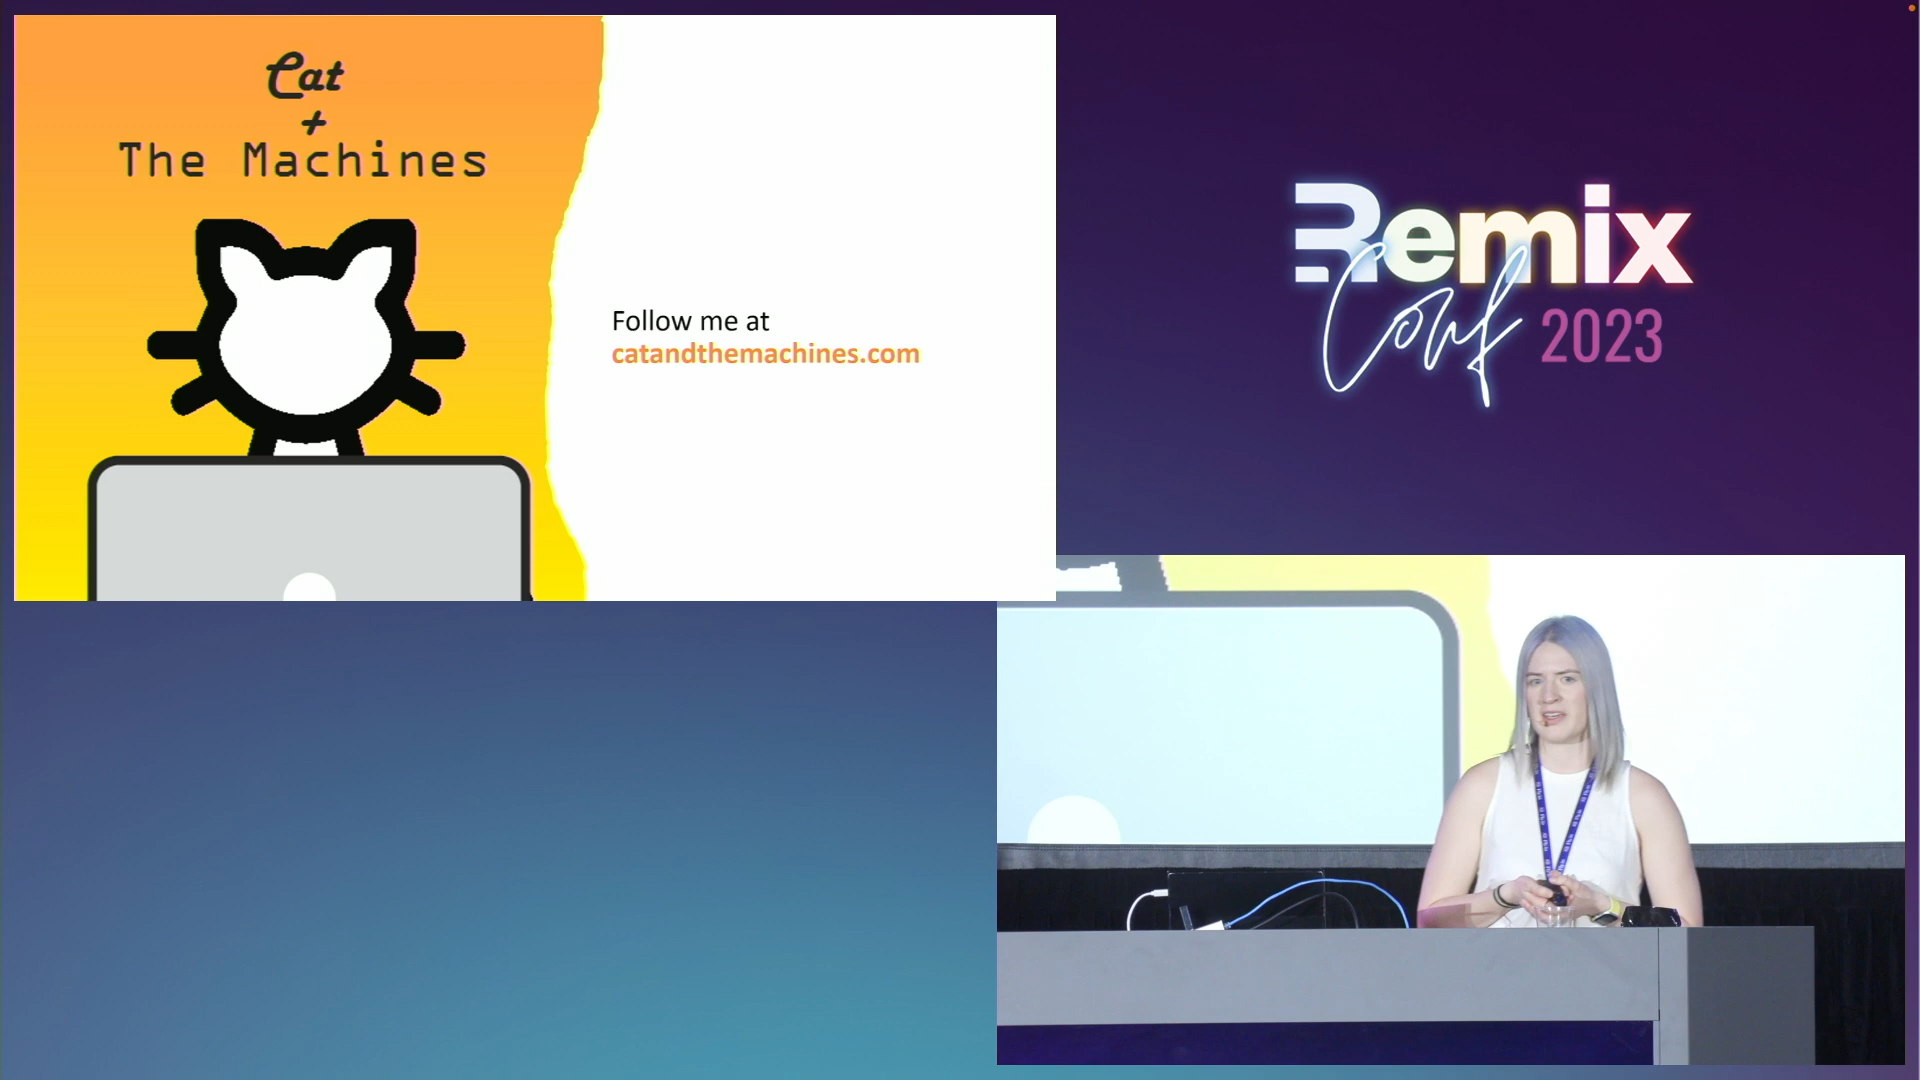 Cat
+
The Machines
Follow me at
catandthemachines.com
Remix
Conf 2023